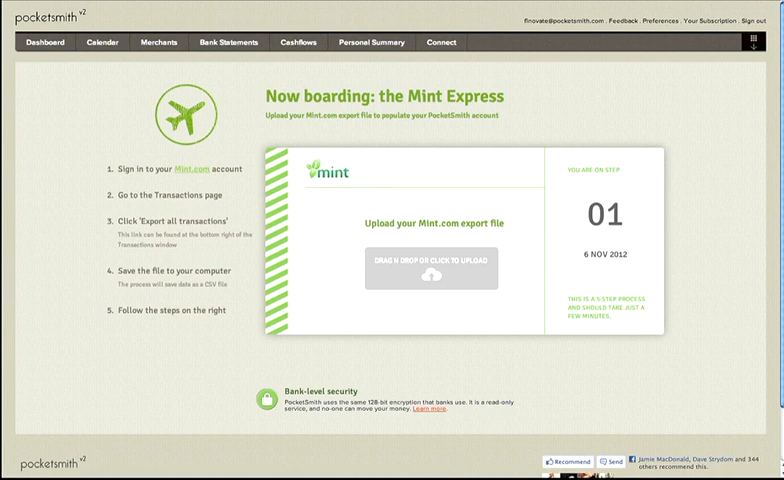 pocketsmith v2
finovate@pocketsmith.com . Feedback . Preferences . Your Subscription . Sign out
Dashboard Calendar Merchants Bank Statements Cashflows Personal Summary Connect
Now boarding: the Mint Express
Upload your Mint.com export file to populate your PocketSmith account
1. Sign in to your Mint.com account
2. Go to the Transactions page
3. Click 'Export all transactions'
This link can be found at the bottom right of the
Transactions window
4. Save the file to your computer
The process will save data as a CSV file
5. Follow the steps on the right
mint
Upload your Mint.com export file
DRAG N DROP OR CLICK TO UPLOAD
YOU ARE ON STEP
01
6 NOV 2012
THIS IS A 5-STEP PROCESS
AND SHOULD TAKE JUST A
FEW MINUTES.
Bank-level security
PocketSmith uses the same 128-bit encryption that banks use. It is a read-only
service, and no-one can move your money. Learn more.
pocketsmith v2
Recommend Send
Jamie MacDonald, Dave Strydom and 344
others recommend this.